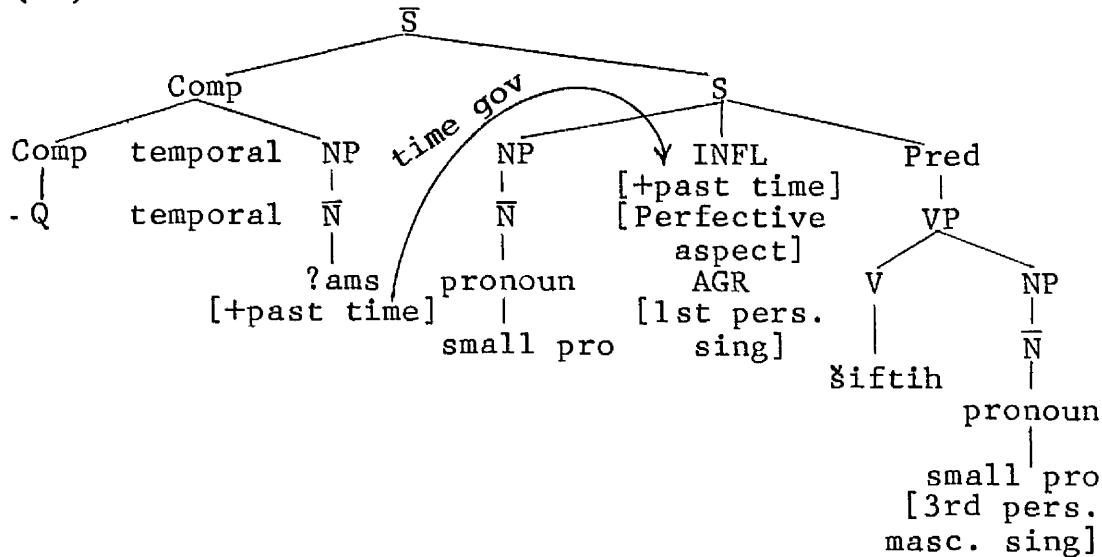 S̅
Comp S
time gov
Comp temporal NP NP INFL Pred
[+past time]
- Q temporal N̅ N̅ [Perfective VP
aspect]
?ams pronoun AGR V NP
[+past time] [1st pers.
small pro sing] N̅
šiftih
pronoun
small pro
[3rd pers.
masc. sing]